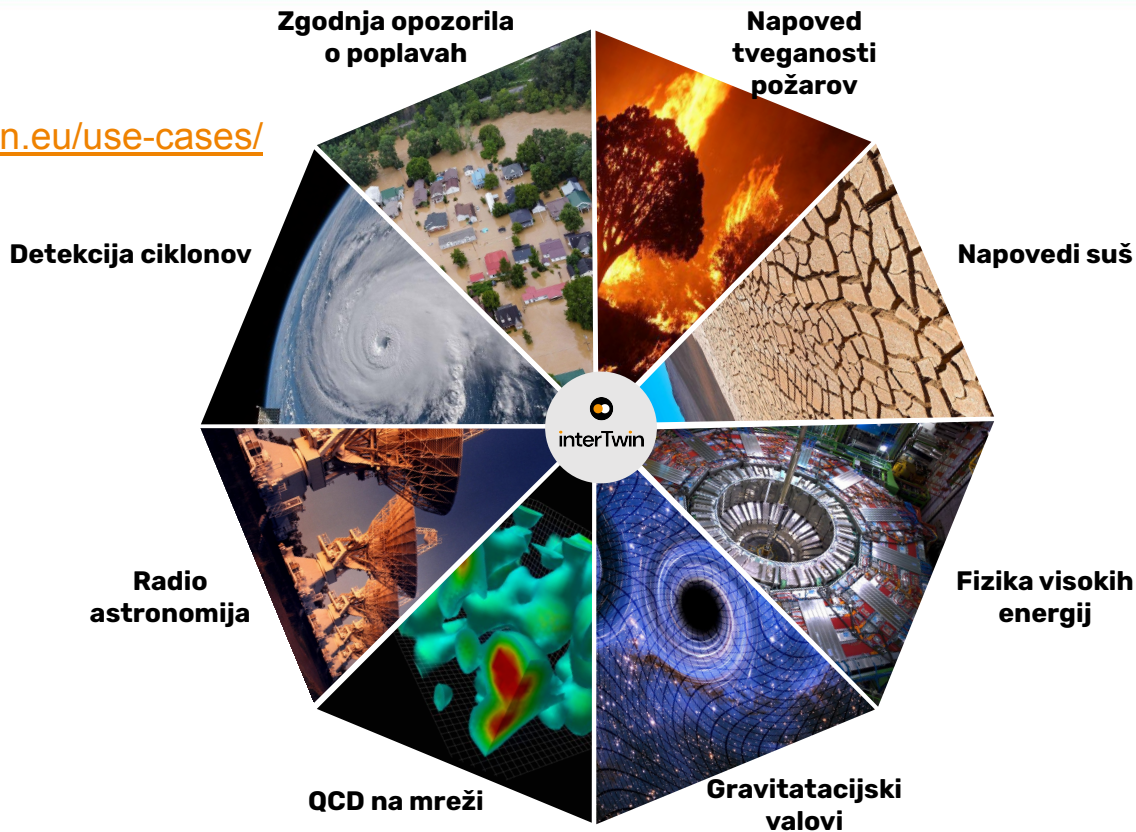 Zgodnja opozorila
o poplavah
Napoved
tveganosti
požarov
n.eu/use-cases/
Detekcija ciklonov
Napovedi suš
interTwin
Radio
astronomija
Fizika visokih
energij
QCD na mreži
Gravitatacijski
valovi